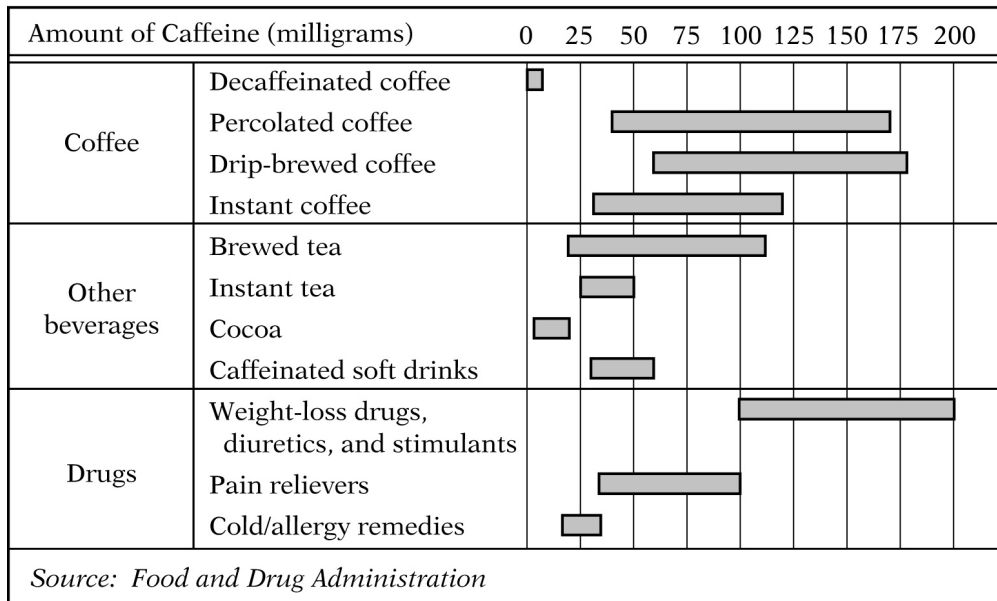 Amount of Caffeine (milligrams) 0 25 50 75 100 125 150 175 200
Coffee
Decaffeinated coffee
Percolated coffee
Drip-brewed coffee
Instant coffee
Other
beverages
Brewed tea
Instant tea
Cocoa
Caffeinated soft drinks
Drugs
Weight-loss drugs,
diuretics, and stimulants
Pain relievers
Cold/allergy remedies
Source: Food and Drug Administration